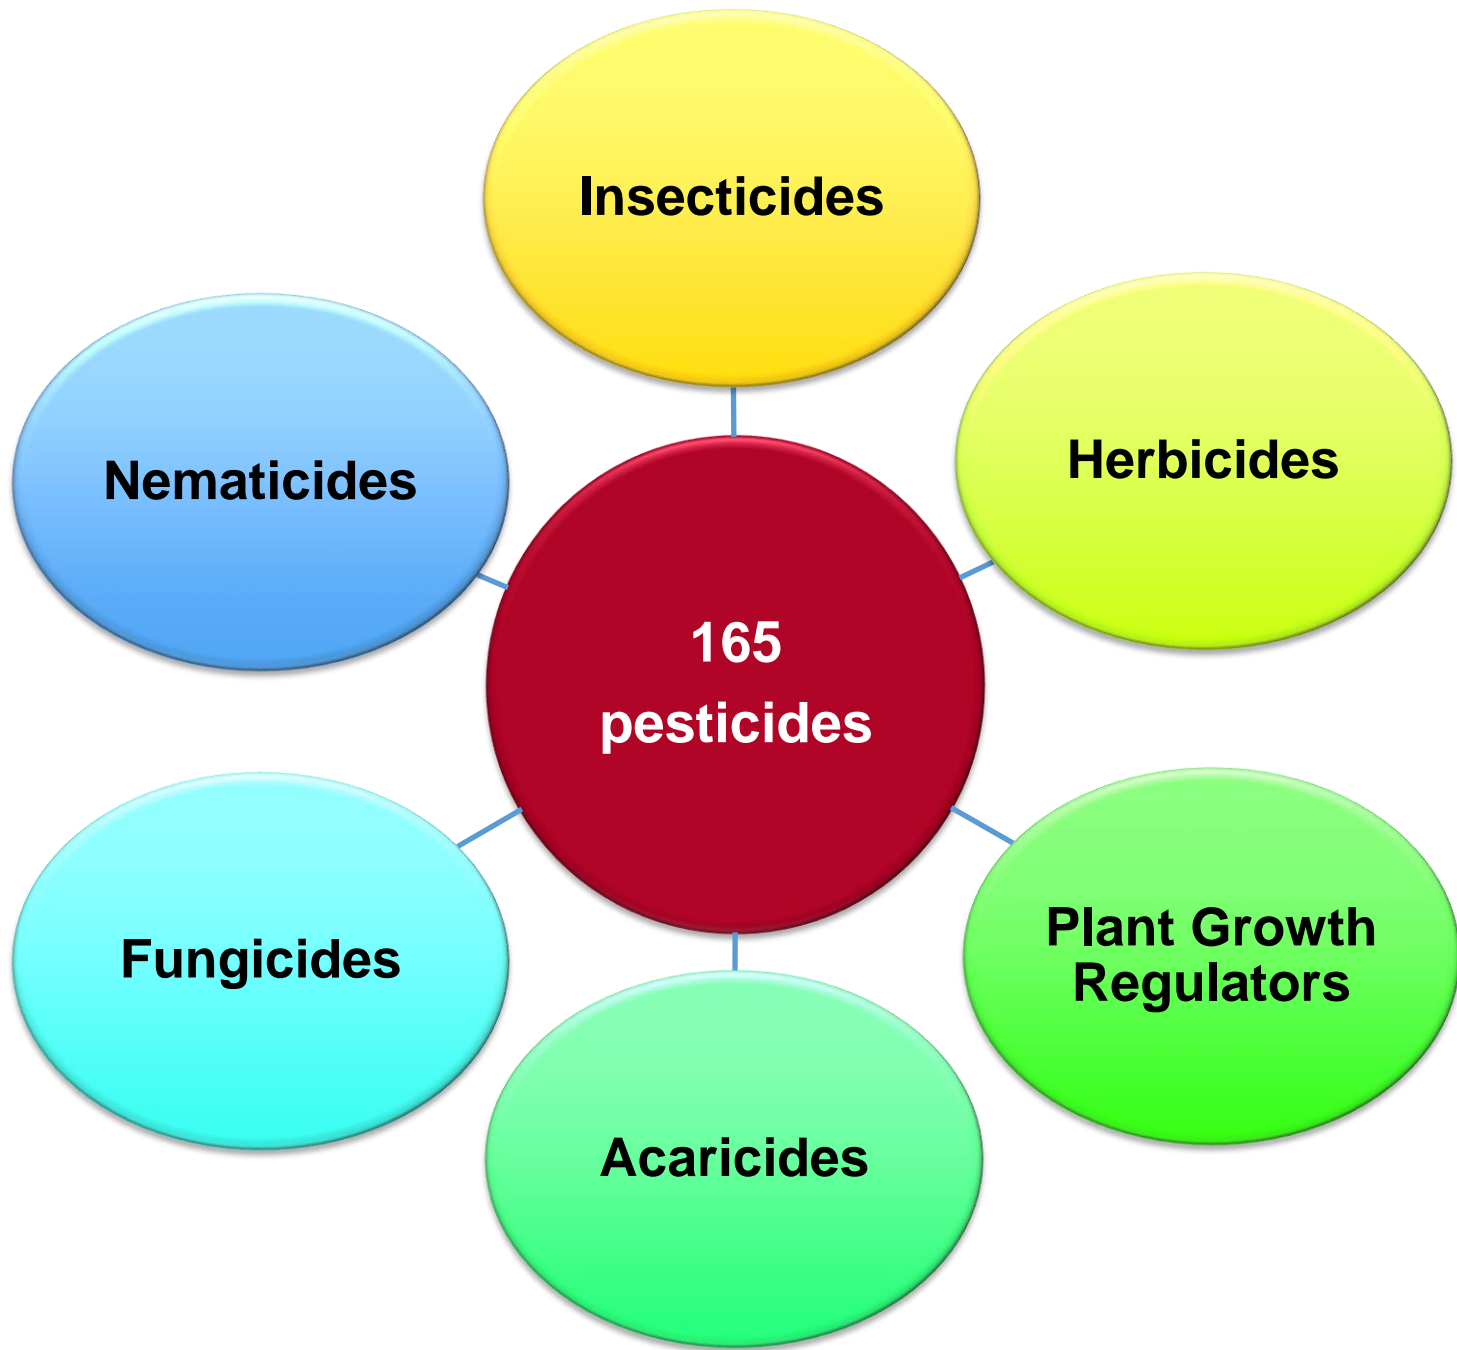 Insecticides
Herbicides
Nematicides
165
pesticides
Plant Growth
Regulators
Fungicides
Acaricides